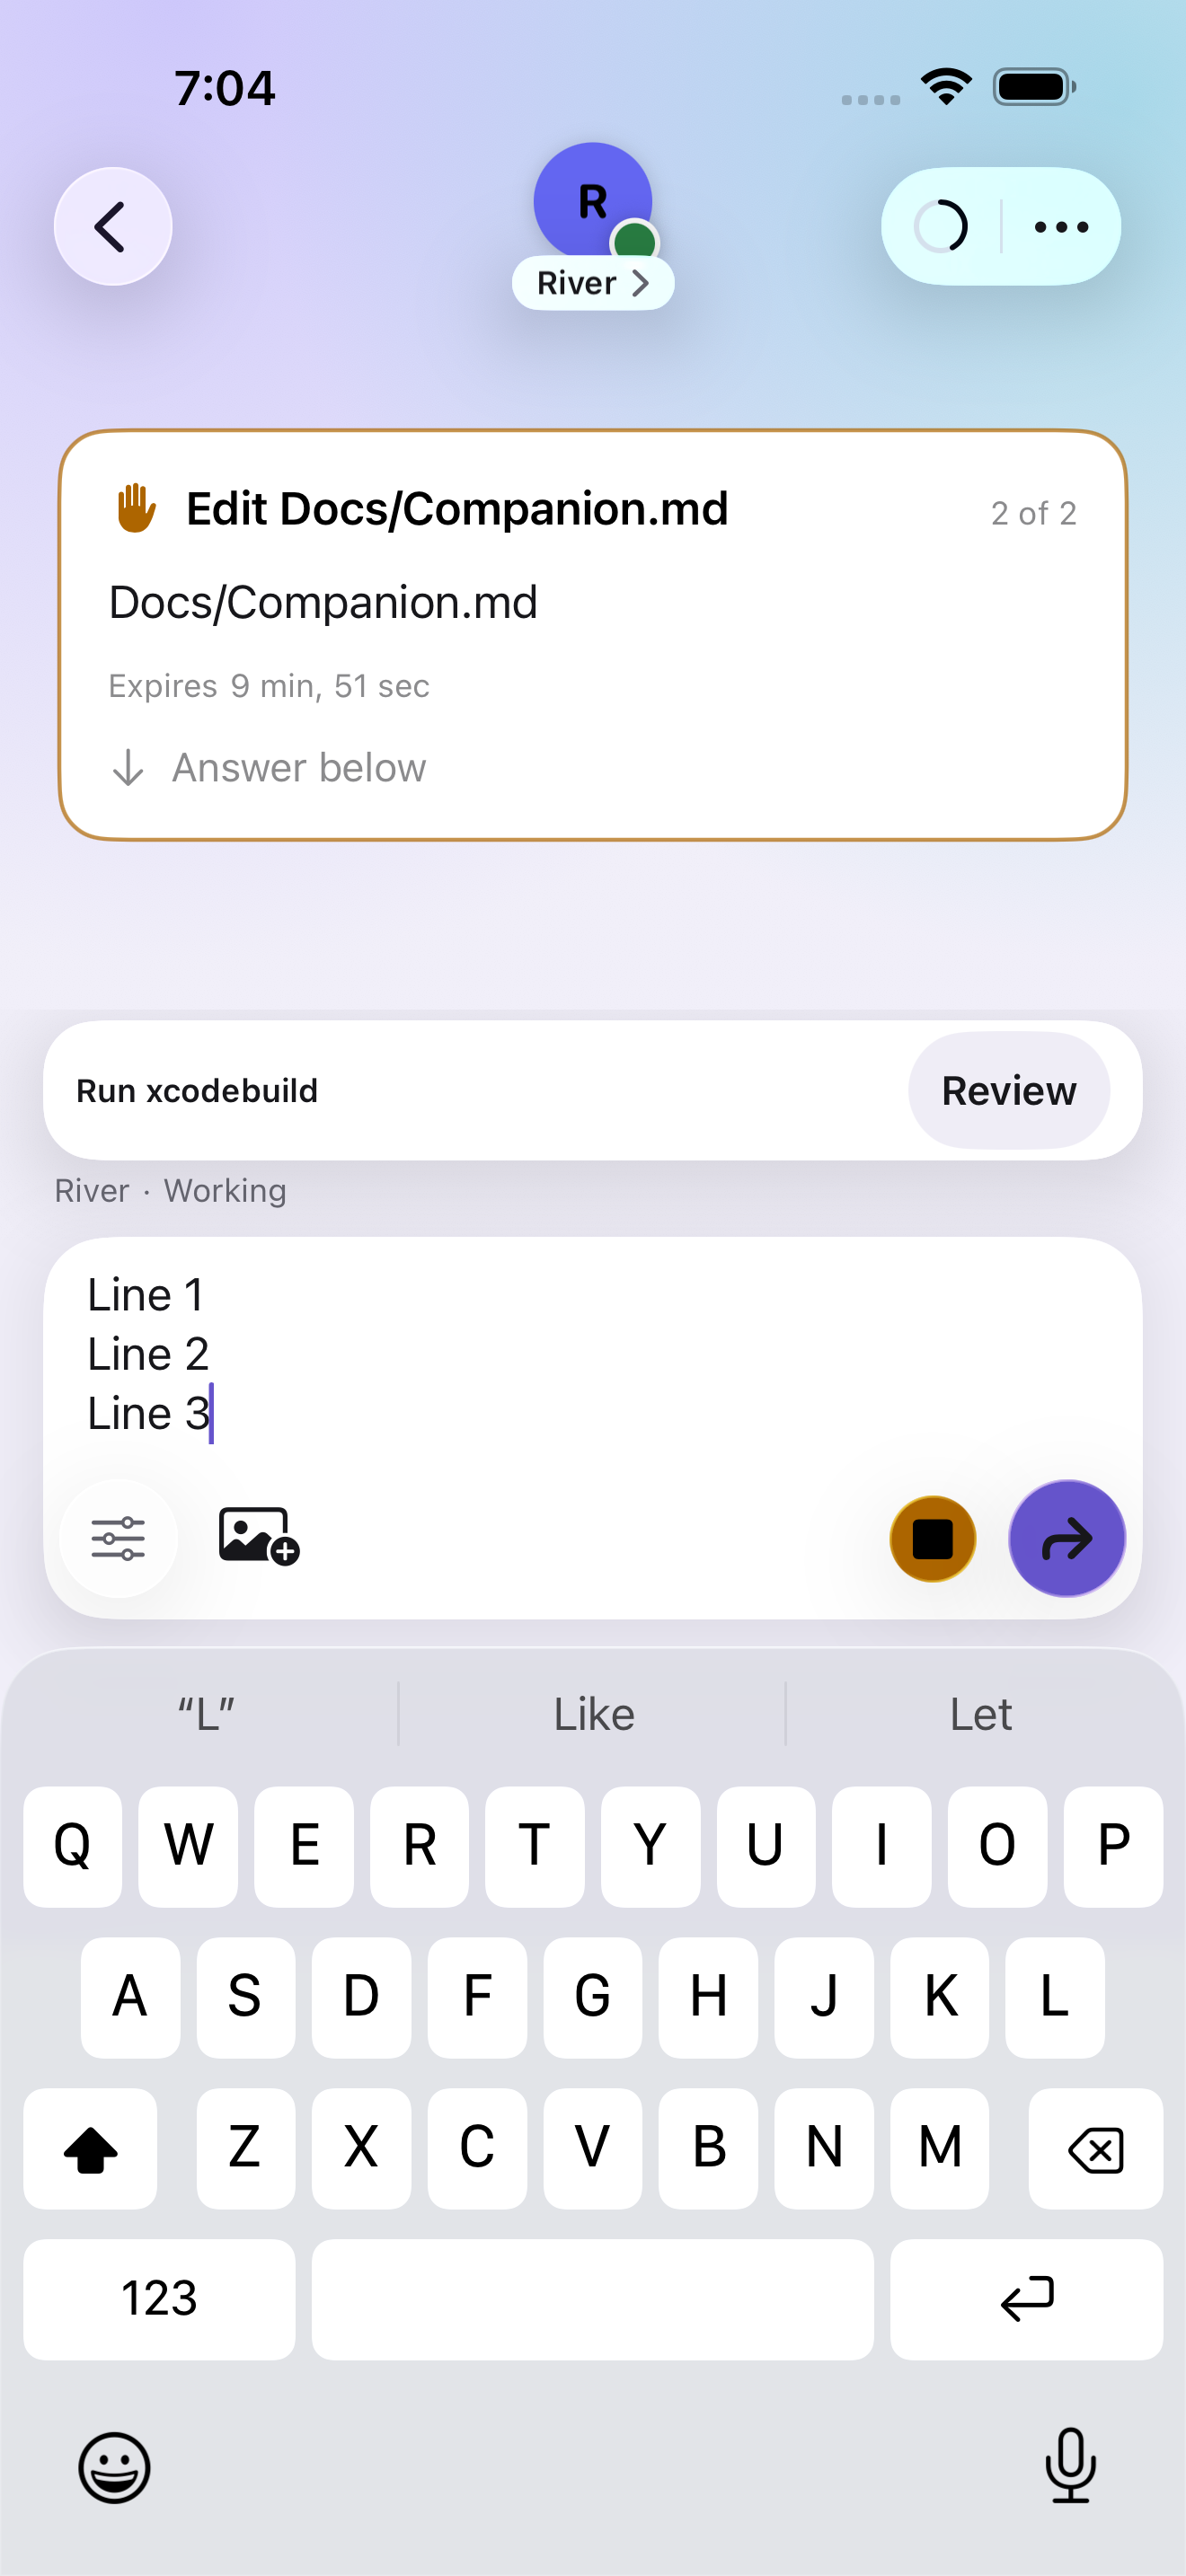 7:04
R
River
Edit Docs/Companion.md
2 of 2
Docs/Companion.md
Expires 9 min, 51 sec
Answer below
Run xcodebuild
Review
River · Working
Line 1
Line 2
Line 3
“L” Like Let
Q W E R T Y U I O P
A S D F G H J K L
Z X C V B N M
123